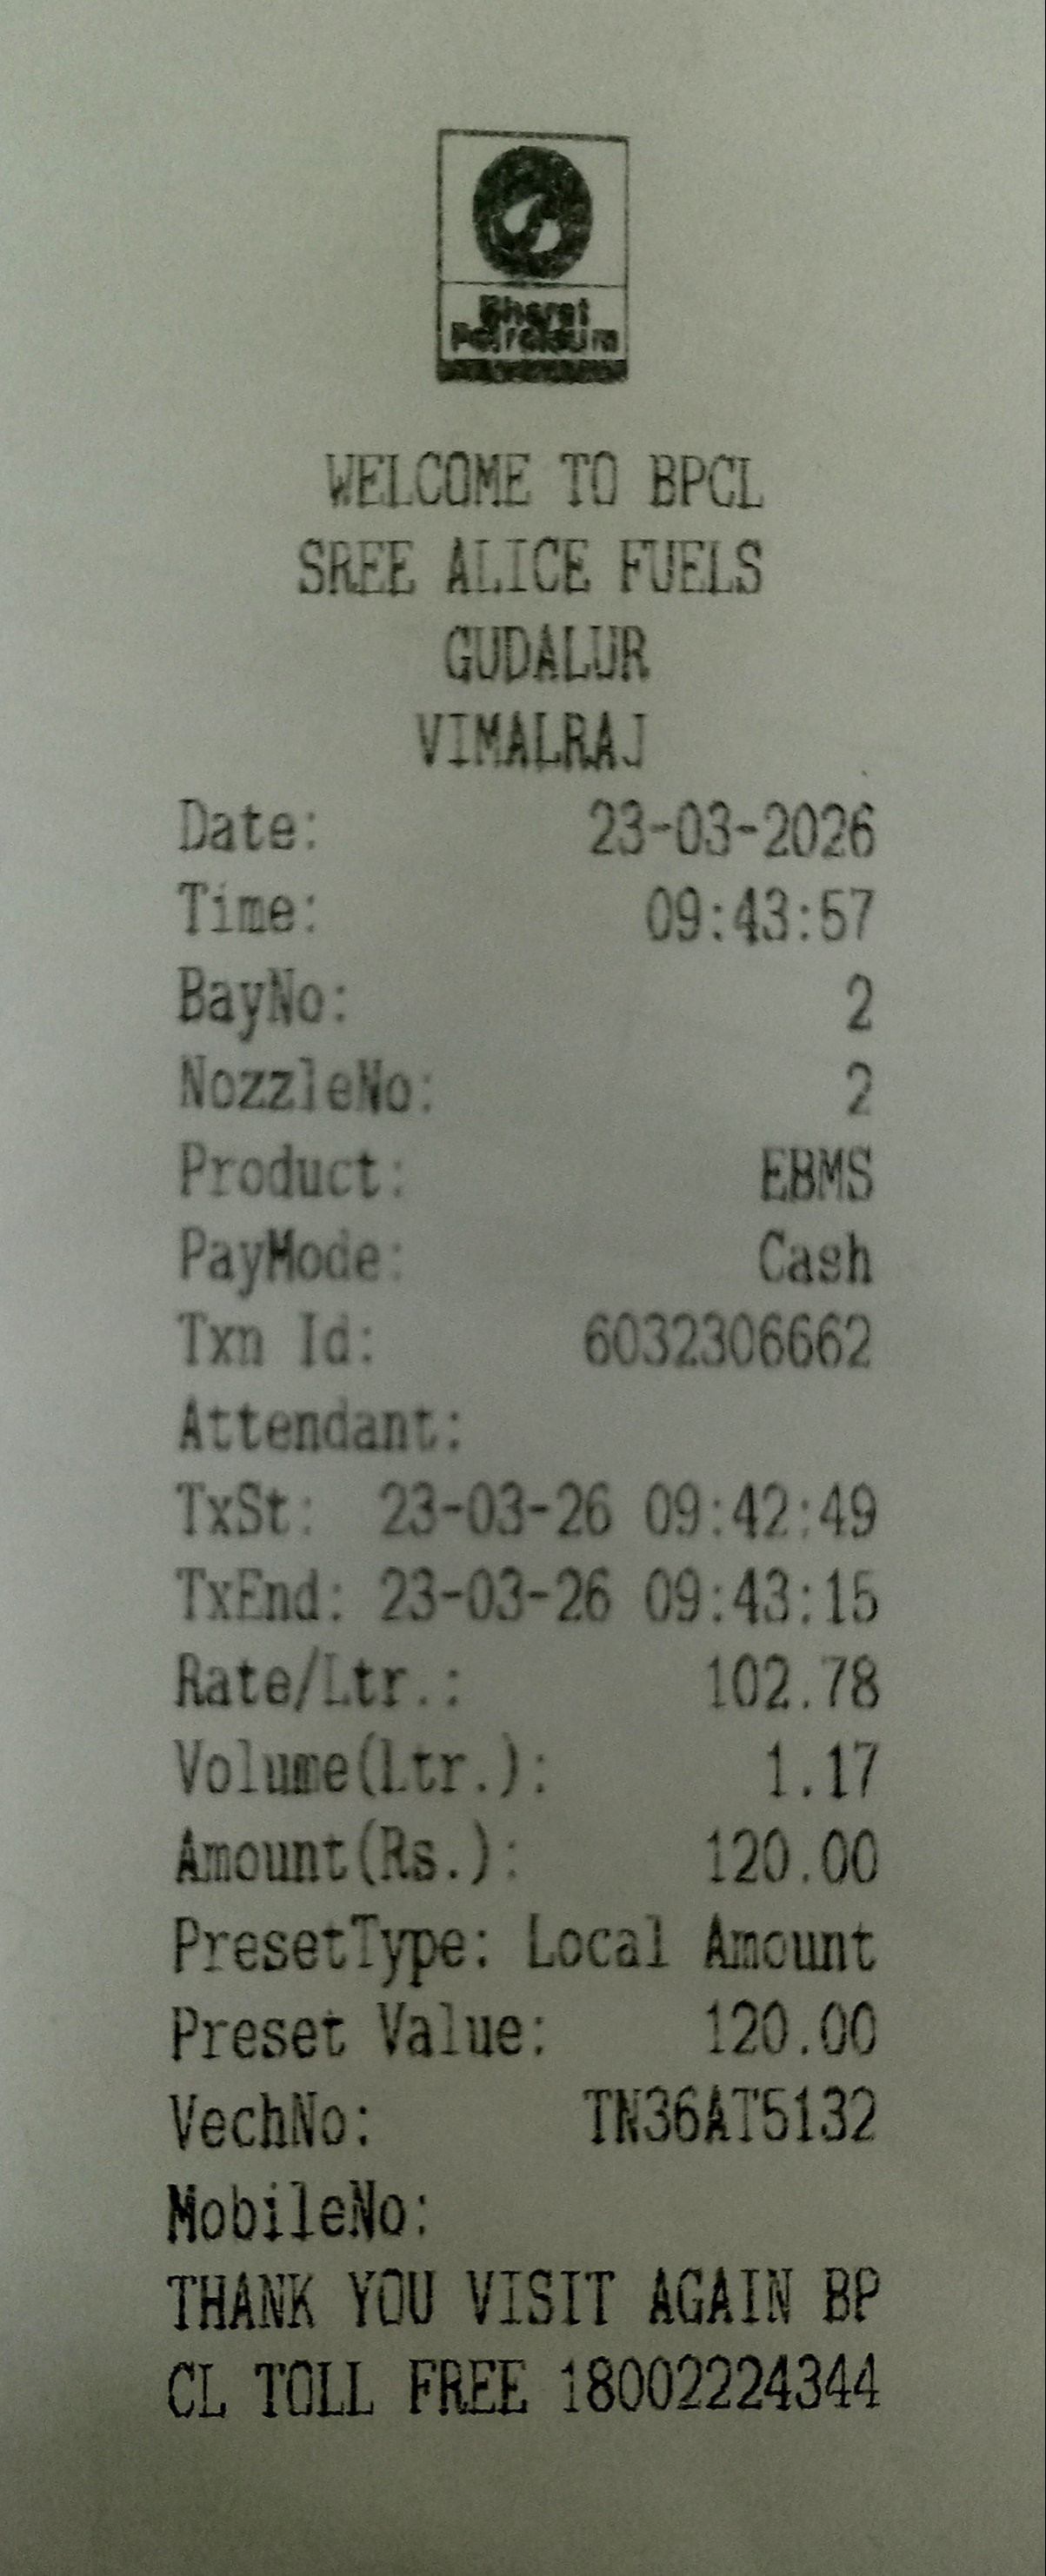 Bharat
Petroleum
WELCOME TO BPCL
SREE ALICE FUELS
GUDALUR
VIMALRAJ
Date: 23-03-2026
Time: 09:43:57
BayNo: 2
NozzleNo: 2
Product: EBMS
PayMode: Cash
Txn Id: 6032306662
Attendant:
TxSt: 23-03-26 09:42:49
TxEnd: 23-03-26 09:43:15
Rate/Ltr.: 102.78
Volume(Ltr.): 1.17
Amount(Rs.): 120.00
PresetType: Local Amount
Preset Value: 120.00
VechNo: TN36AT5132
MobileNo:
THANK YOU VISIT AGAIN BP
CL TOLL FREE 18002224344